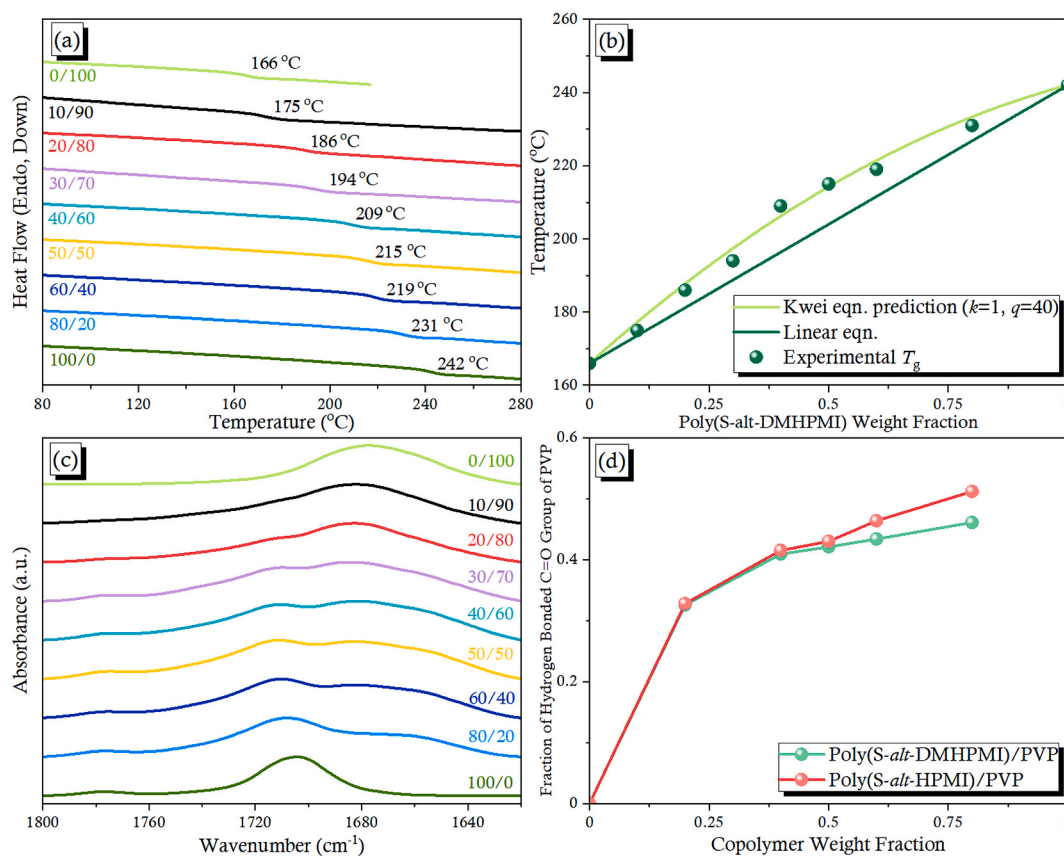 (a)
0/100
166 °C
10/90
175 °C
20/80
186 °C
30/70
194 °C
40/60
209 °C
50/50
215 °C
60/40
219 °C
80/20
231 °C
100/0
242 °C
Heat Flow (Endo, Down)
80 120 160 200 240 280
Temperature (°C)
(b)
260
240
220
200
180
160
Temperature (°C)
Kwei eqn. prediction (k=1, q=40)
Linear eqn.
Experimental Tg
0 0.25 0.5 0.75
Poly(S-alt-DMHPMI) Weight Fraction
(c)
0/100
10/90
20/80
30/70
40/60
50/50
60/40
80/20
100/0
Absorbance (a.u.)
1800 1760 1720 1680 1640
Wavenumber (cm-1)
(d)
0.6
0.4
0.2
0
Fraction of Hydrogen Bonded C=O Group of PVP
Poly(S-alt-DMHPMI)/PVP
Poly(S-alt-HPMI)/PVP
0 0.25 0.5 0.75
Copolymer Weight Fraction